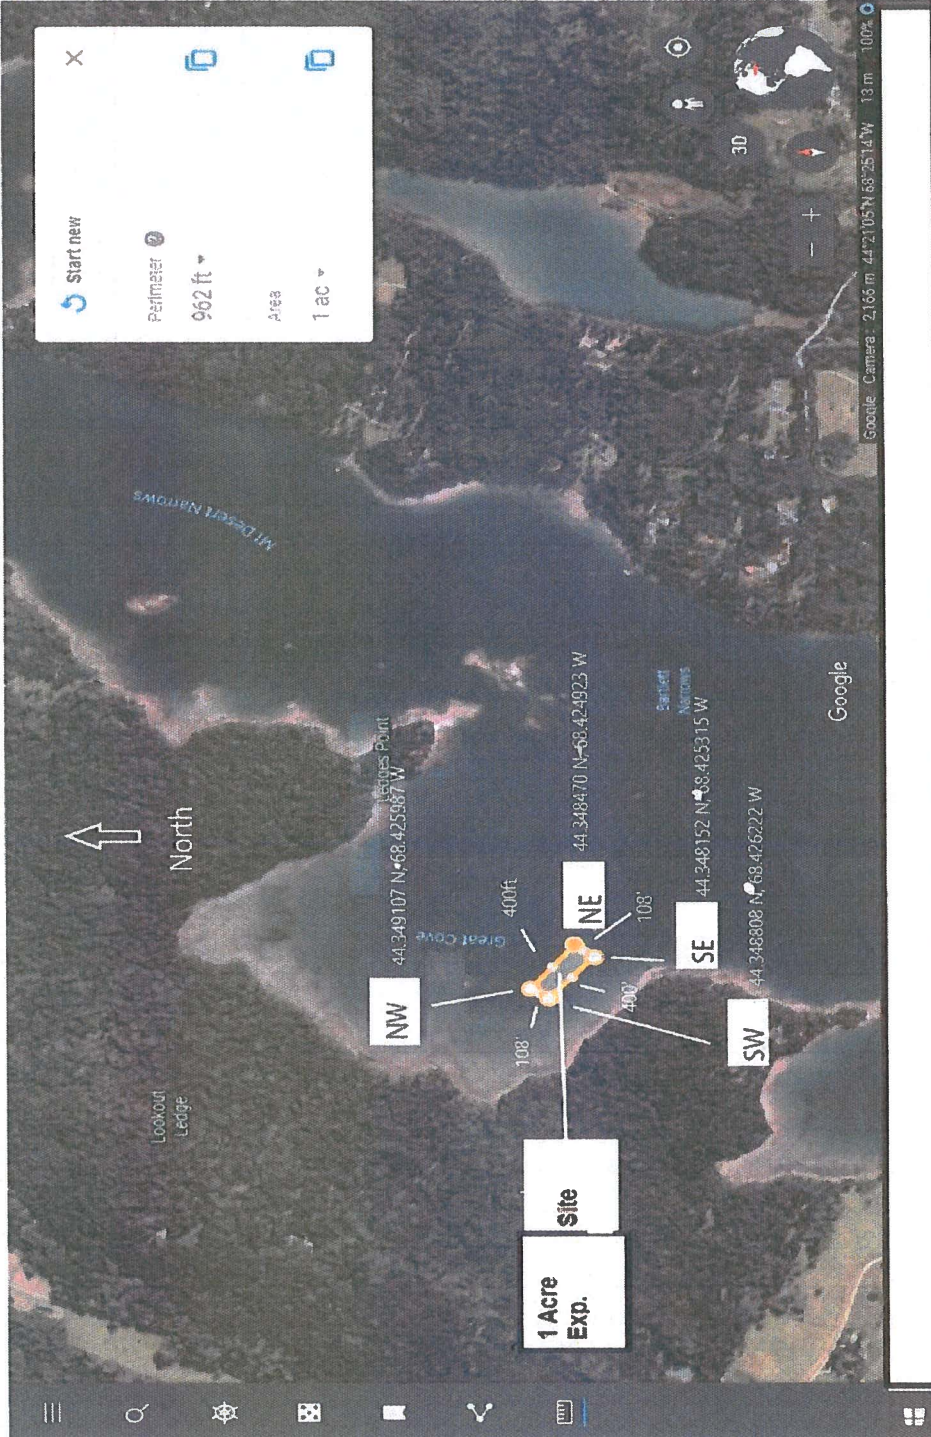 Start new
Perimeter
962 ft
Area
1 ac
Mt Desert Narrows
North
Lookout
Ledge
Ledges Point
NW
44.349107 N, 68.425987 W
Great Cove
400ft
108'
NE
44.348470 N, 68.424923 W
108'
400'
Site
1 Acre
Exp.
SE
44.348152 N, 68.425315 W
SW
44.348808 N, 68.426222 W
Bartlett
Narrows
3D
Google
Google Camera: 2,166 m 44°21'05"N 68°25'14"W 13 m 100%